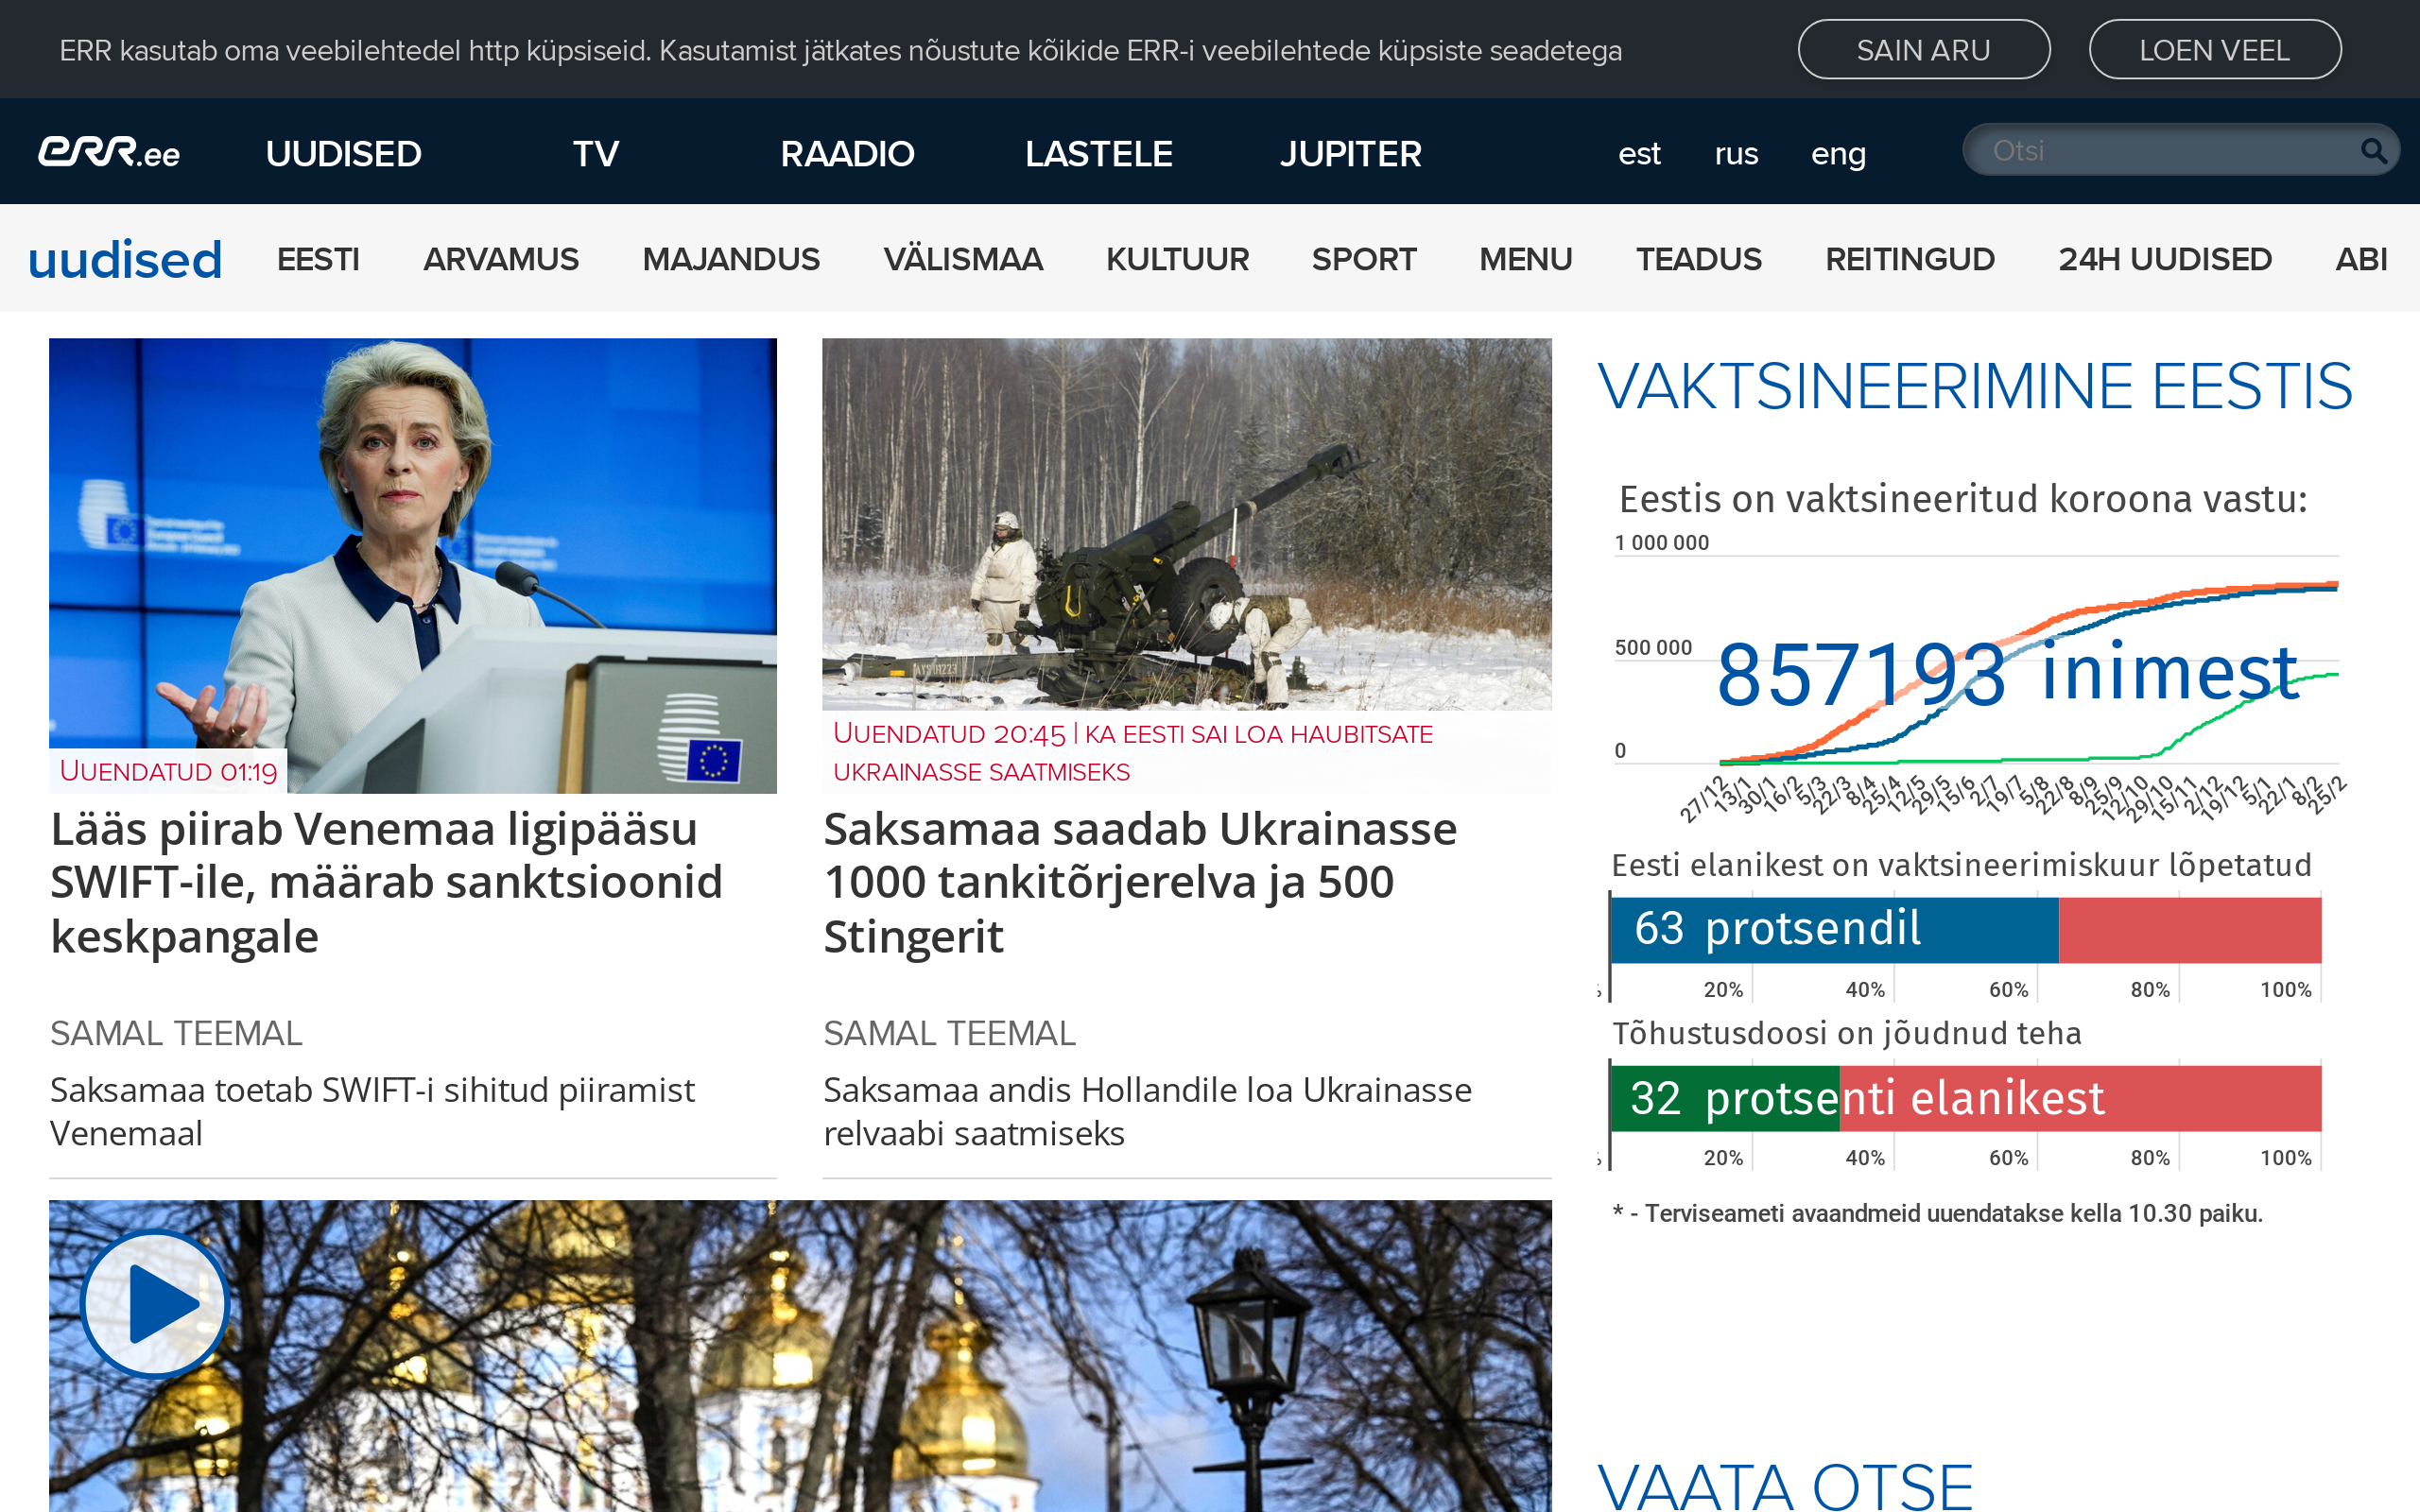 ERR kasutab oma veebilehtedel http küpsiseid. Kasutamist jätkates nõustute kõikide ERR-i veebilehtede küpsiste seadetega
SAIN ARU
LOEN VEEL
err.ee
UUDISED
TV
RAADIO
LASTELE
JUPITER
est
rus
eng
Otsi
uudised
EESTI
ARVAMUS
MAJANDUS
VÄLISMAA
KULTUUR
SPORT
MENU
TEADUS
REITINGUD
24H UUDISED
ABI
UUENDATUD 01:19
Lääs piirab Venemaa ligipääsu
SWIFT-ile, määrab sanktsioonid
keskpangale
SAMAL TEEMAL
Saksamaa toetab SWIFT-i sihitud piiramist
Venemaal
UUENDATUD 20:45 | KA EESTI SAI LOA HAUBITSATE
UKRAINASSE SAATMISEKS
Saksamaa saadab Ukrainasse
1000 tankitõrjerelva ja 500
Stingerit
SAMAL TEEMAL
Saksamaa andis Hollandile loa Ukrainasse
relvaabi saatmiseks
VAKTSINEERIMINE EESTIS
Eestis on vaktsineeritud koroona vastu:
1 000 000
500 000
0
857193 inimest
27/12 13/1 30/1 16/2 5/3 22/3 8/4 25/4 12/5 29/5 15/6 2/7 19/7 5/8 22/8 8/9 25/9 12/10 29/10 15/11 2/12 19/12 5/1 22/1 8/2 25/2
Eesti elanikest on vaktsineerimiskuur lõpetatud
63 protsendil
20% 40% 60% 80% 100%
Tõhustusdoosi on jõudnud teha
32 protsenti elanikest
20% 40% 60% 80% 100%
* - Terviseameti avaandmeid uuendatakse kella 10.30 paiku.
VAATA OTSE